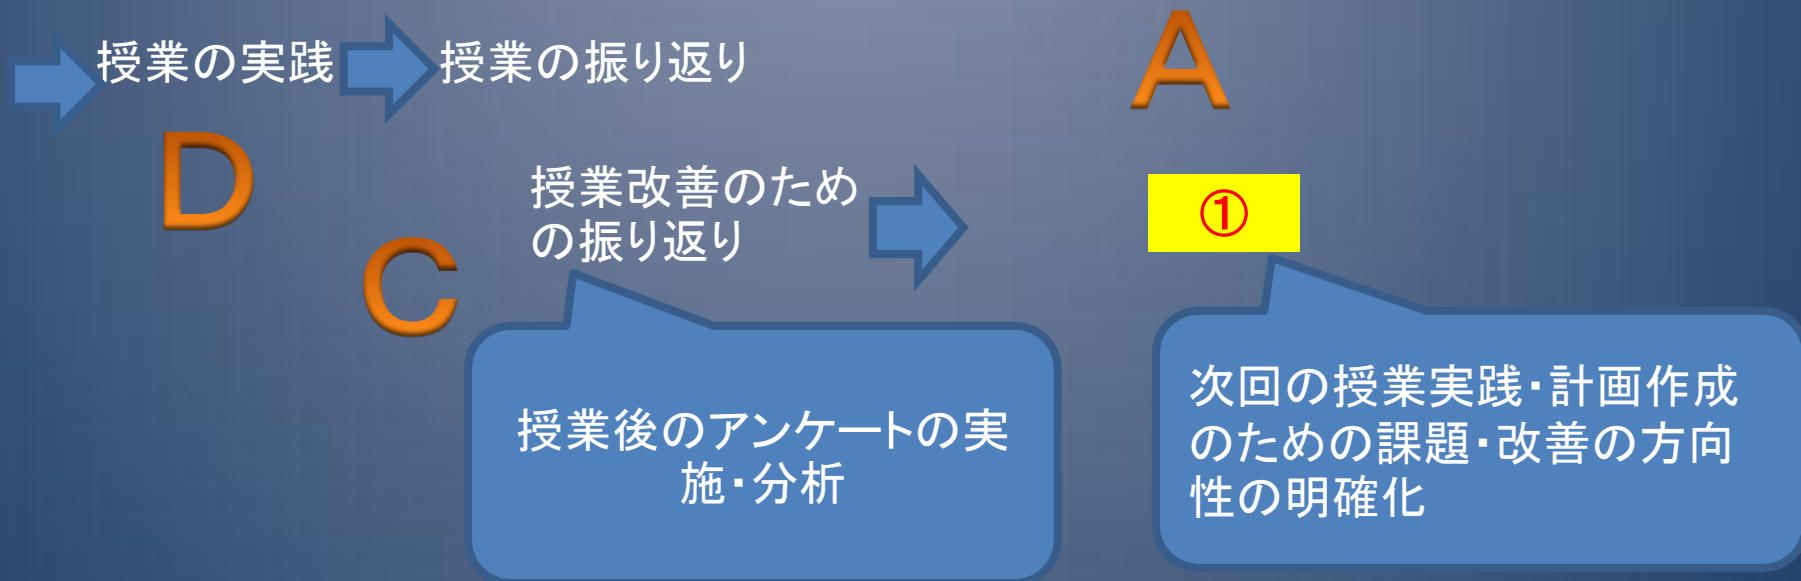 授業の実践
授業の振り返り
A
D
授業改善のため
の振り返り
①
C
授業後のアンケートの実
施・分析
次回の授業実践・計画作成
のための課題・改善の方向
性の明確化